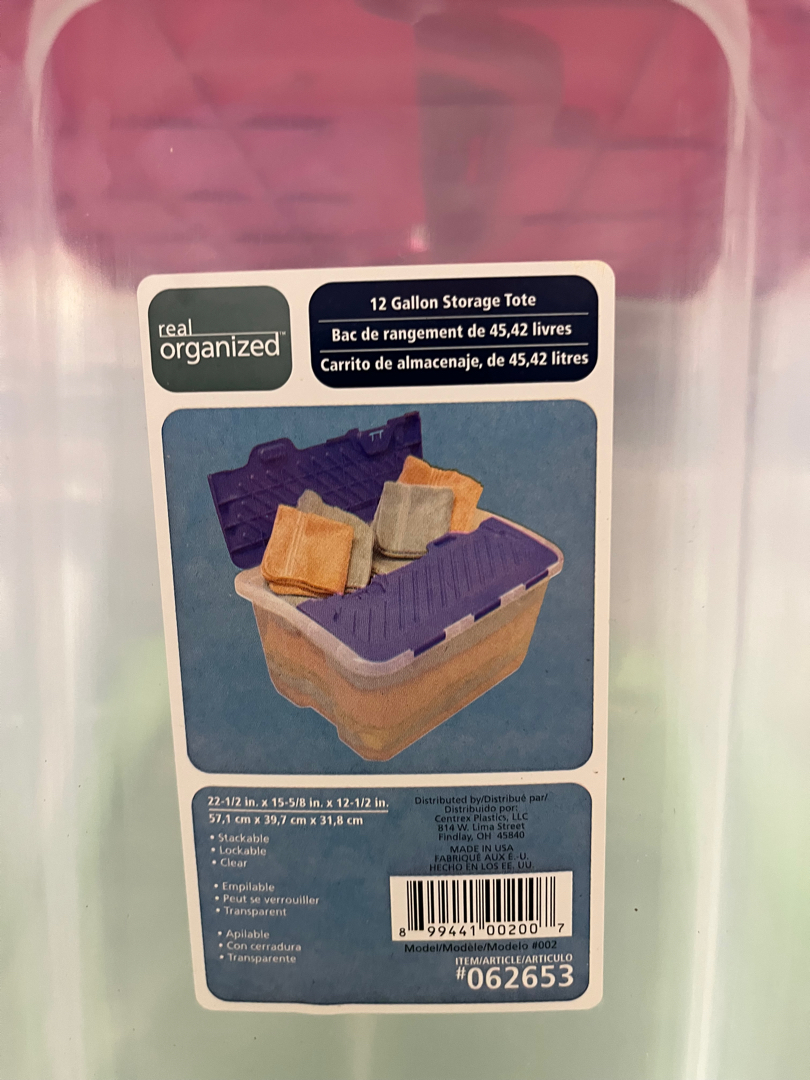 real
organized™
12 Gallon Storage Tote
Bac de rangement de 45,42 livres
Carrito de almacenaje, de 45,42 litres
22-1/2 in. x 15-5/8 in. x 12-1/2 in.
57,1 cm x 39,7 cm x 31,8 cm
• Stackable
• Lockable
• Clear
• Empilable
• Peut se verrouiller
• Transparent
• Apilable
• Con cerradura
• Transparente
Distributed by/Distribué par/
Distribuido por:
Centrex Plastics, LLC
814 W. Lima Street
Findlay, OH 45840
MADE IN USA
FABRIQUÉ AUX É.-U.
HECHO EN LOS EE. UU.
8 99441 00200 7
Model/Modèle/Modelo #002
ITEM/ARTICLE/ARTICULO
#062653